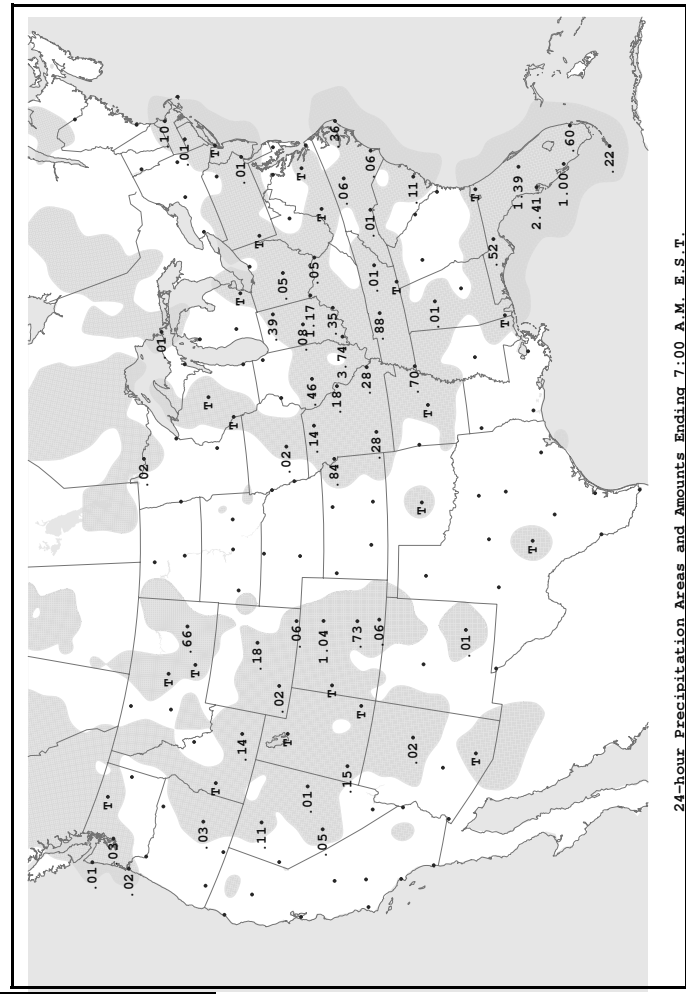 .01
T
.03
.02
.02
.01
.10
T
.01
.66
T
.03
T
T
T
T
.01
T
.14
.18
T
.11
.39
.02
.05
.02
T
.06
T
.08
.01
1.17
.46
.14
.05
.05
1.04
T
T
.35
.84
.18
.36
3.74
.06
.15
.73
T
.28
.01
.06
.01
.28
.06
.88
T
.02
.70
.11
T
T
.01
.01
T
T
.52
T
1.39
T
2.41
1.00
.60
.22
24-hour Precipitation Areas and Amounts Ending 7:00 A.M. E.S.T.